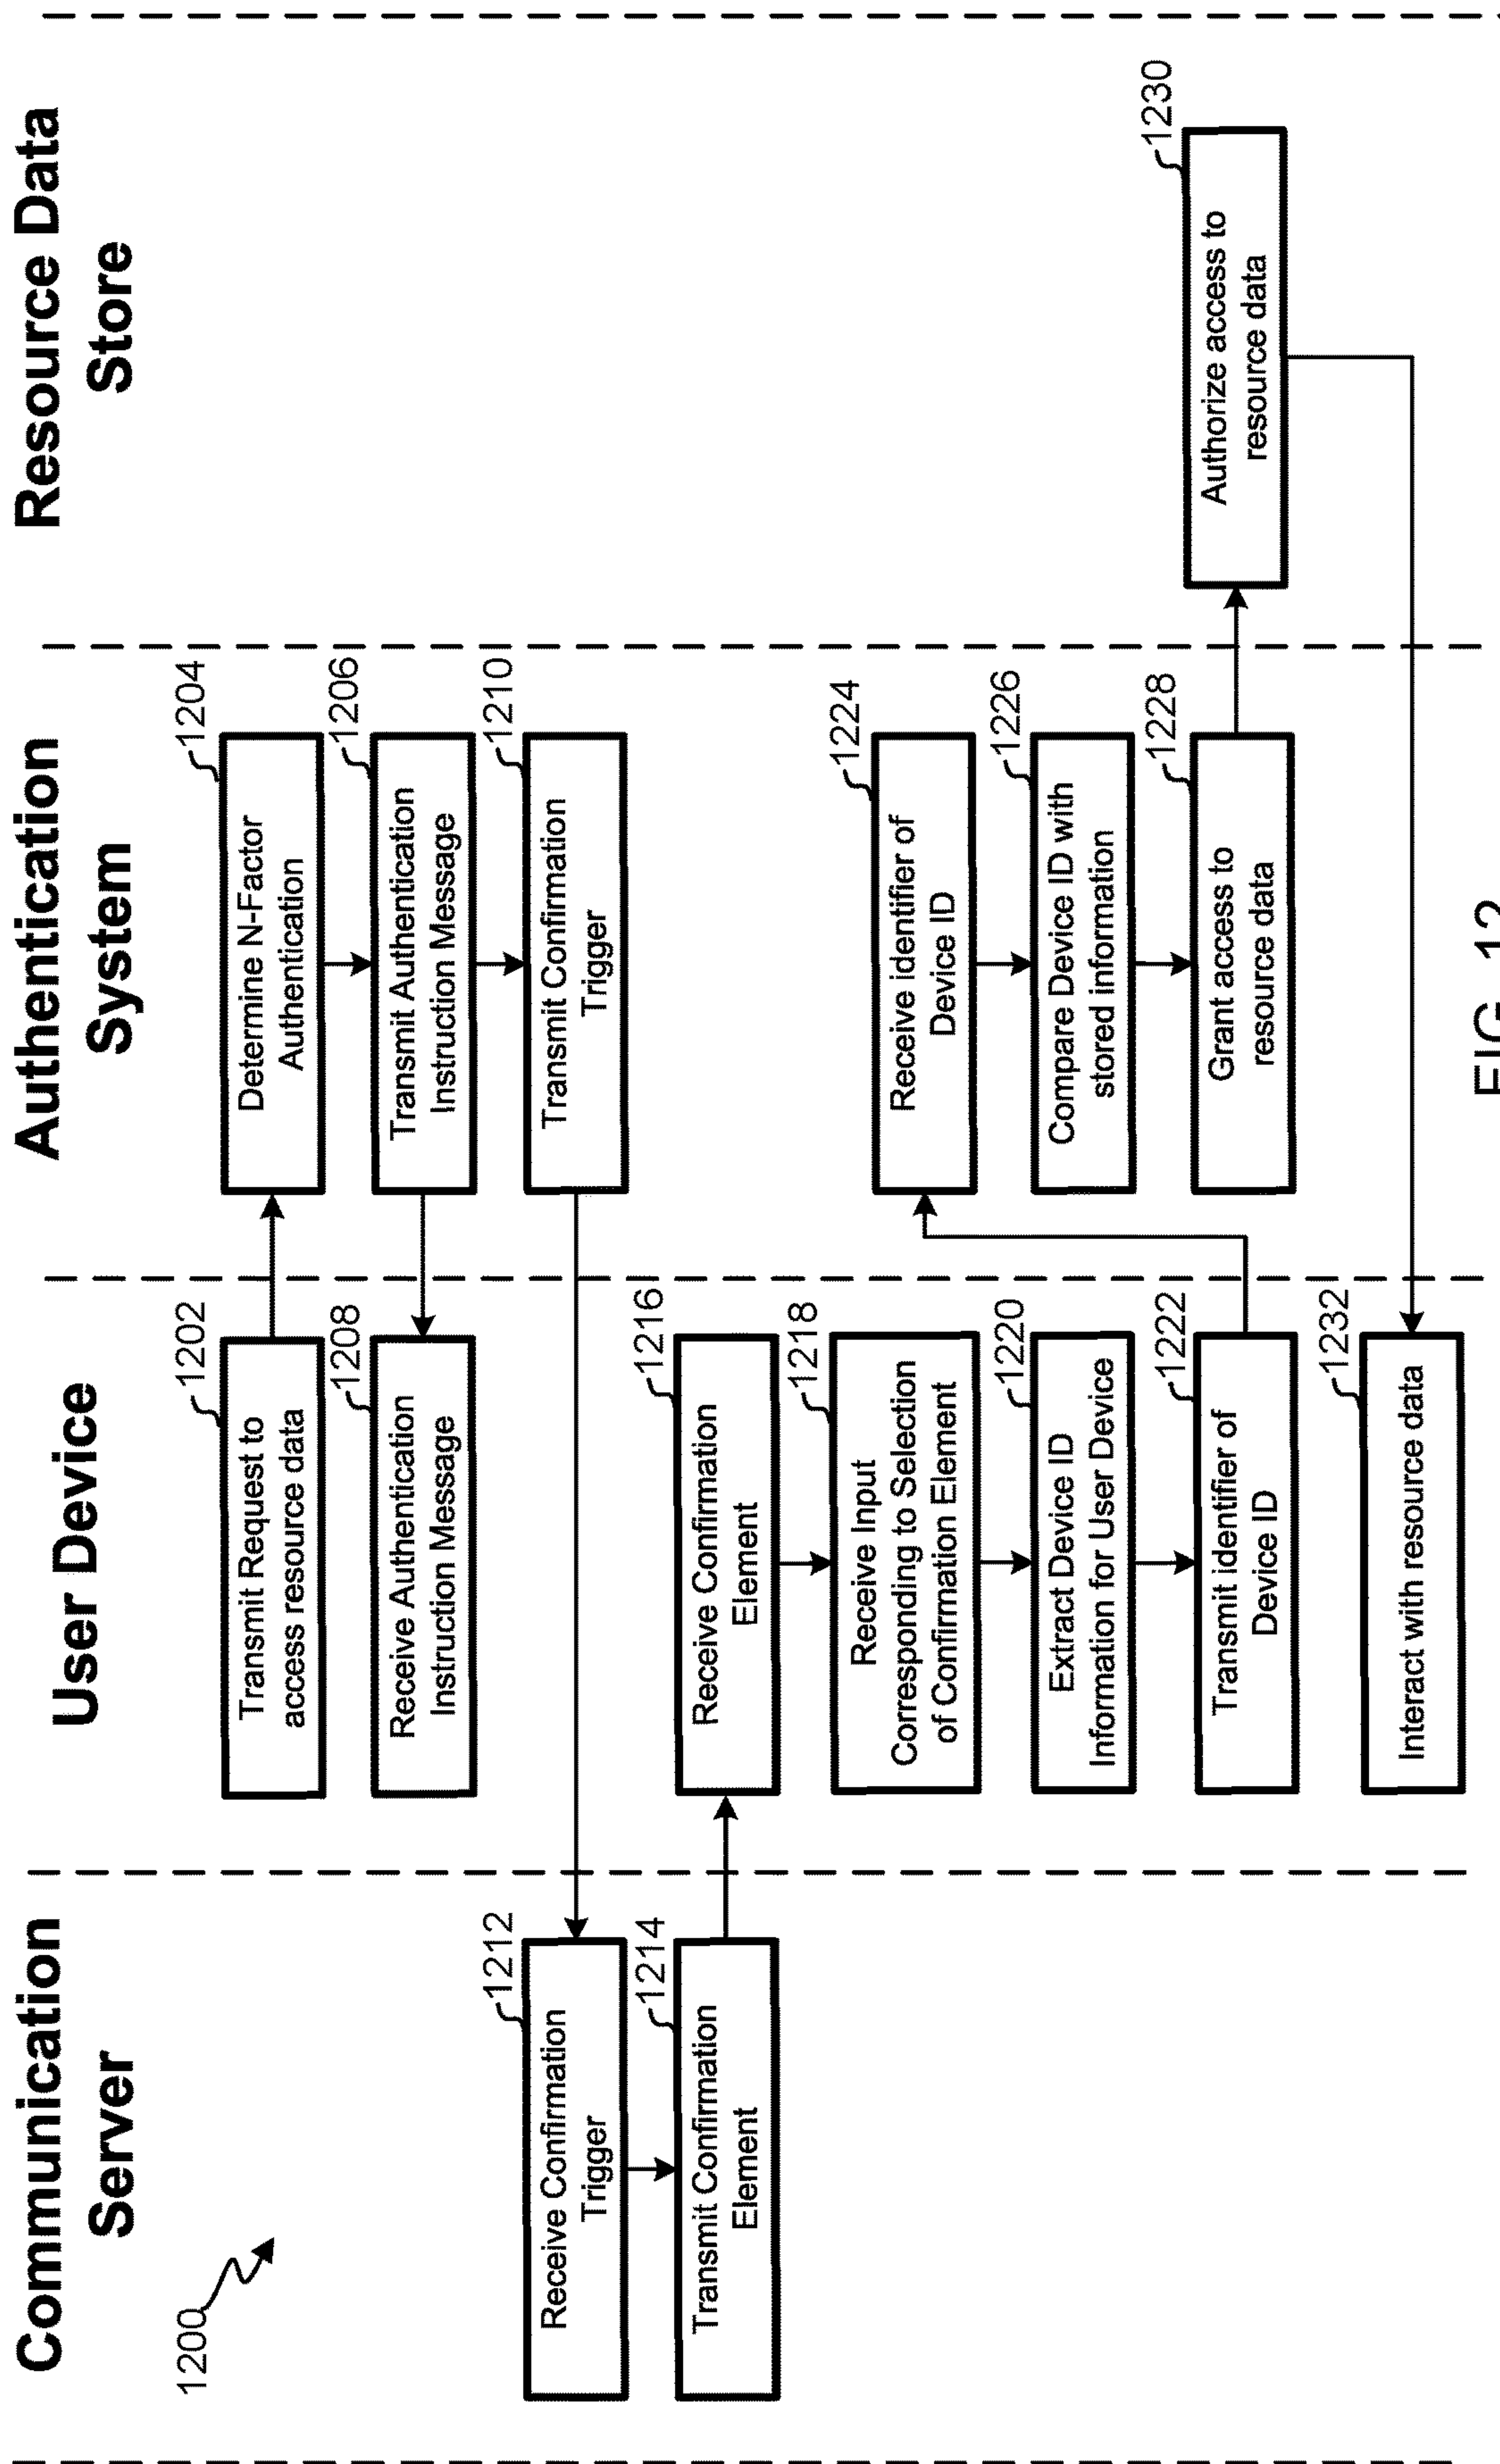 Communication
Server
User Device
Authentication
System
Resource Data
Store
1200
1202
Transmit Request to
access resource data
1204
Determine N-Factor
Authentication
1206
Transmit Authentication
Instruction Message
1208
Receive Authentication
Instruction Message
1210
Transmit Confirmation
Trigger
1212
Receive Confirmation
Trigger
1214
Transmit Confirmation
Element
1216
Receive Confirmation
Element
1218
Receive Input
Corresponding to Selection
of Confirmation Element
1220
Extract Device ID
Information for User Device
1222
Transmit identifier of
Device ID
1224
Receive identifier of
Device ID
1226
Compare Device ID with
stored information
1228
Grant access to
resource data
1230
Authorize access to
resource data
1232
Interact with resource data
FIG. 12